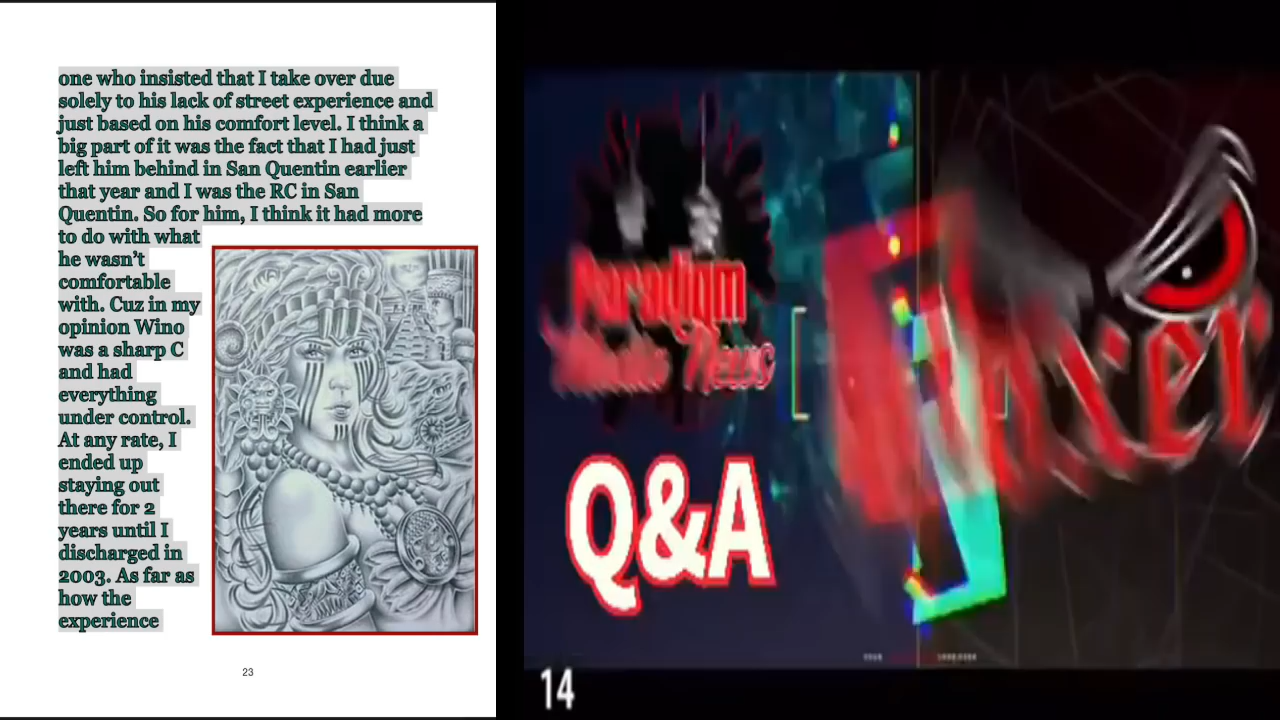 one who insisted that I take over due
solely to his lack of street experience and
just based on his comfort level. I think a
big part of it was the fact that I had just
left him behind in San Quentin earlier
that year and I was the RC in San
Quentin. So for him, I think it had more
to do with what
he wasn't
comfortable
with. Cuz in my
opinion Wino
was a sharp C
and had
everything
under control.
At any rate, I
ended up
staying out
there for 2
years until I
discharged in
2003. As far as
how the
experience
23
Paradigm
Media News
Q&A
14